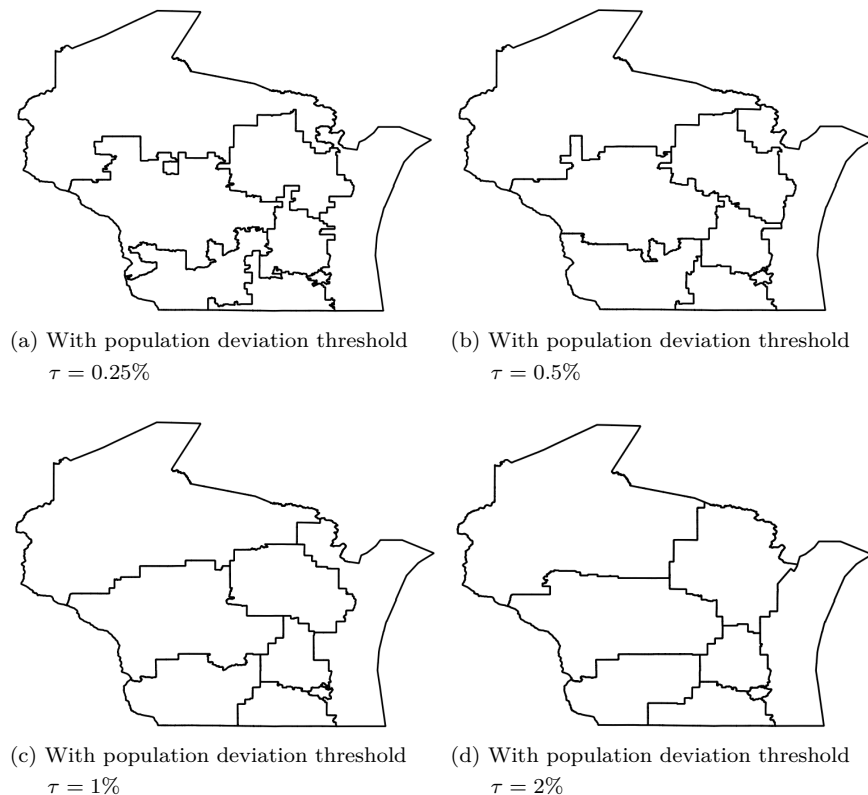 (a) With population deviation threshold
τ = 0.25%
(b) With population deviation threshold
τ = 0.5%
(c) With population deviation threshold
τ = 1%
(d) With population deviation threshold
τ = 2%